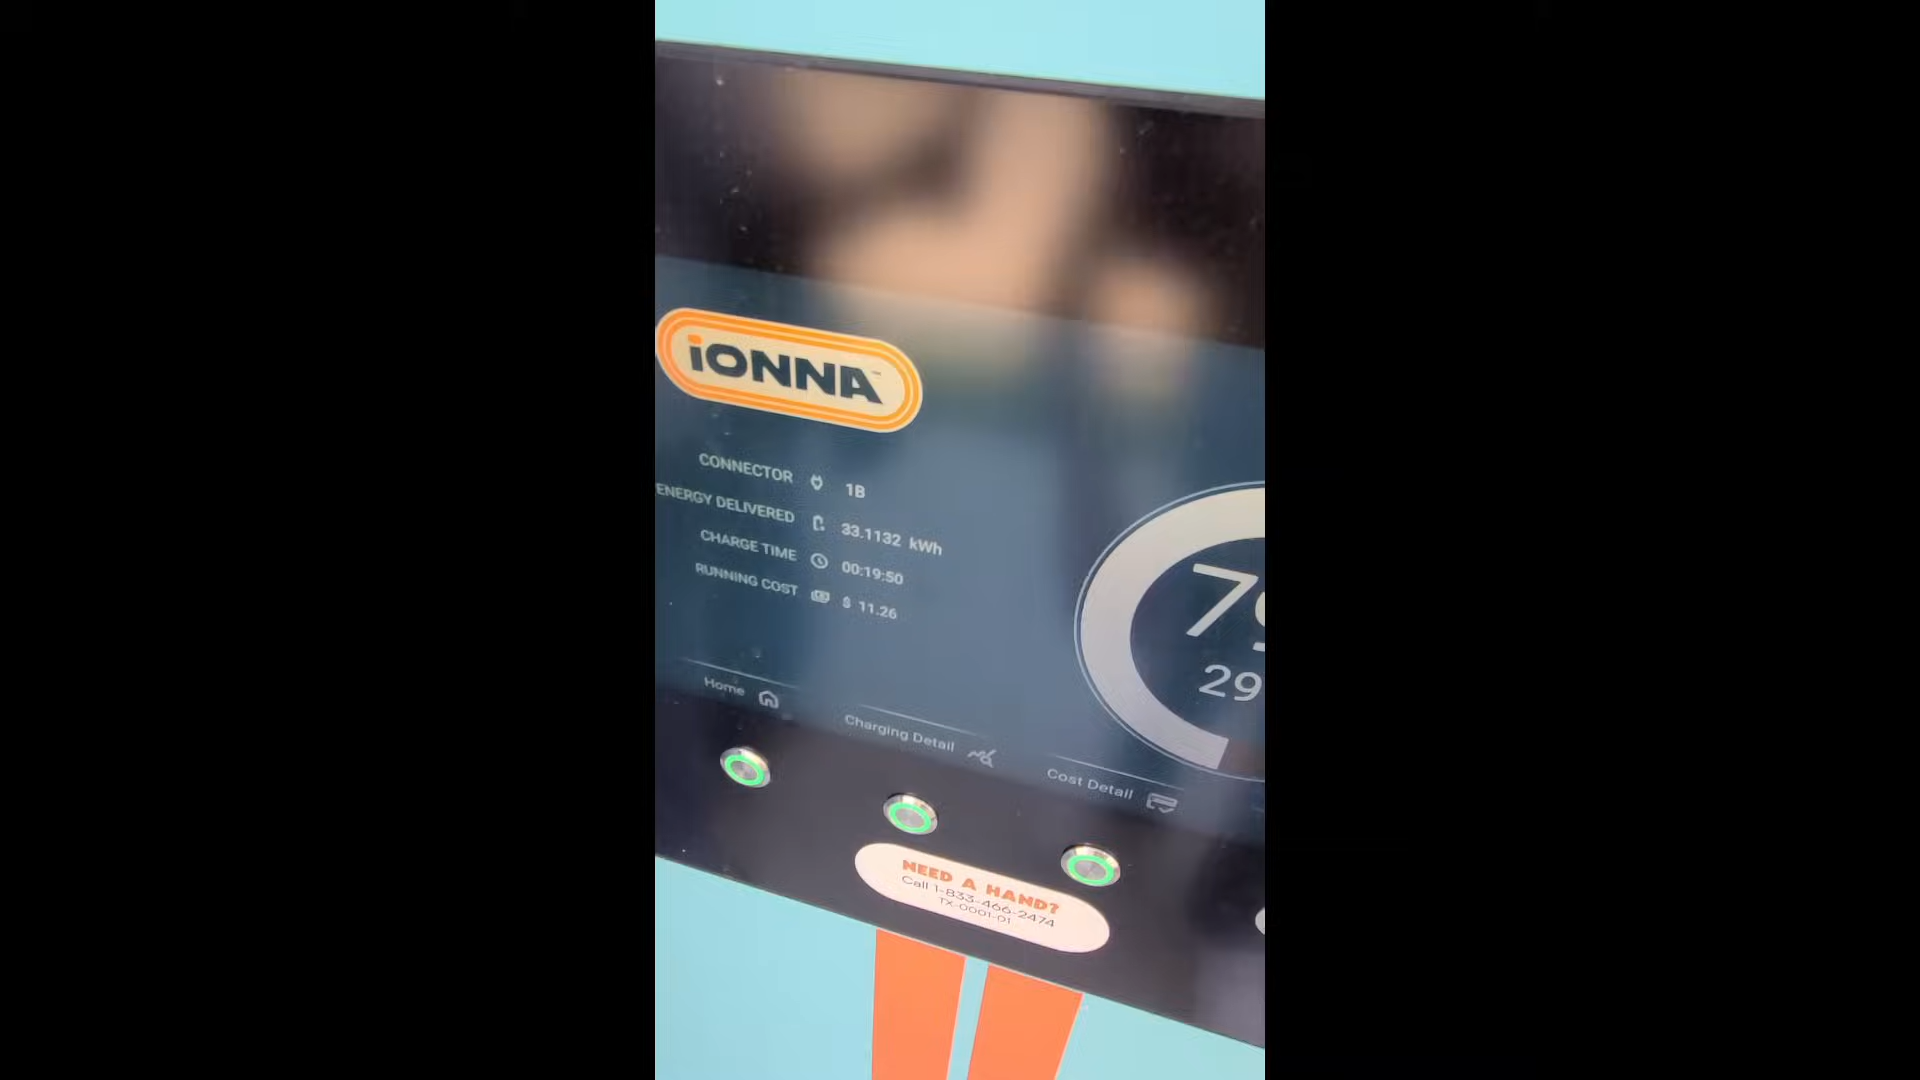 iONNA
CONNECTOR 1B
ENERGY DELIVERED 33.1132 kWh
CHARGE TIME 00:19:50
RUNNING COST $ 11.26
29
Home
Charging Detail
Cost Detail
NEED A HAND?
Call 1-833-466-2474
TX-0001-01